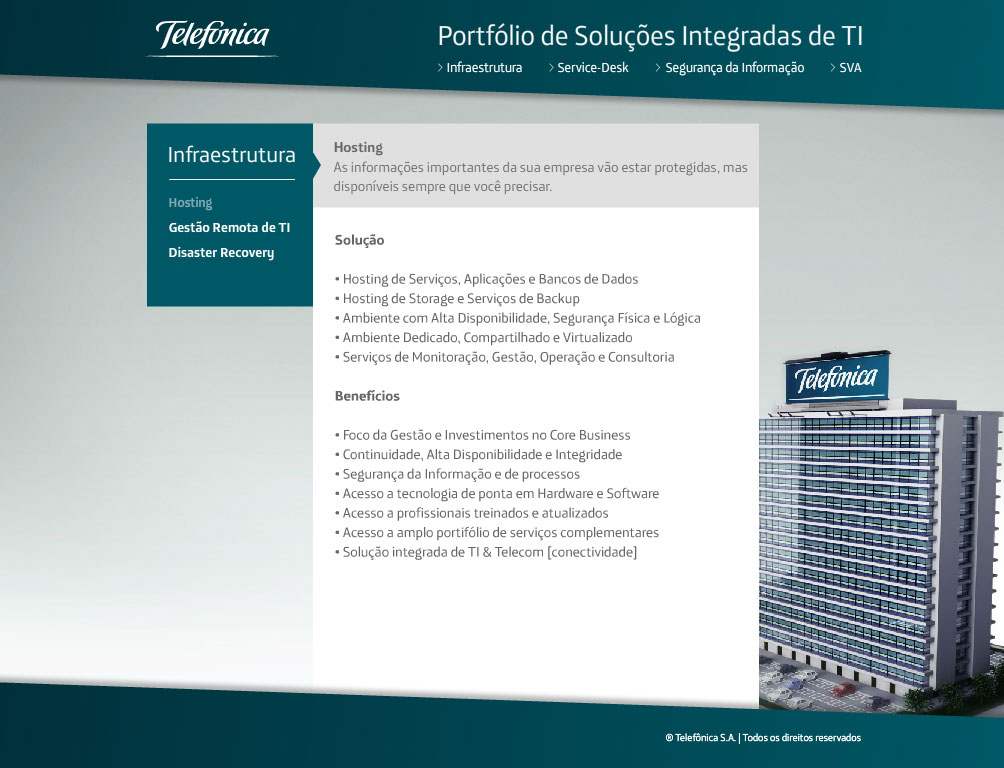 Telefónica
Portfólio de Soluções Integradas de TI
> Infraestrutura > Service-Desk > Segurança da Informação > SVA
Infraestrutura
Hosting
Gestão Remota de TI
Disaster Recovery
Hosting
As informações importantes da sua empresa vão estar protegidas, mas
disponíveis sempre que você precisar.
Solução
• Hosting de Serviços, Aplicações e Bancos de Dados
• Hosting de Storage e Serviços de Backup
• Ambiente com Alta Disponibilidade, Segurança Física e Lógica
• Ambiente Dedicado, Compartilhado e Virtualizado
• Serviços de Monitoração, Gestão, Operação e Consultoria
Benefícios
• Foco da Gestão e Investimentos no Core Business
• Continuidade, Alta Disponibilidade e Integridade
• Segurança da Informação e de processos
• Acesso a tecnologia de ponta em Hardware e Software
• Acesso a profissionais treinados e atualizados
• Acesso a amplo portifólio de serviços complementares
• Solução integrada de TI & Telecom [conectividade]
Telefónica
® Telefônica S.A. | Todos os direitos reservados